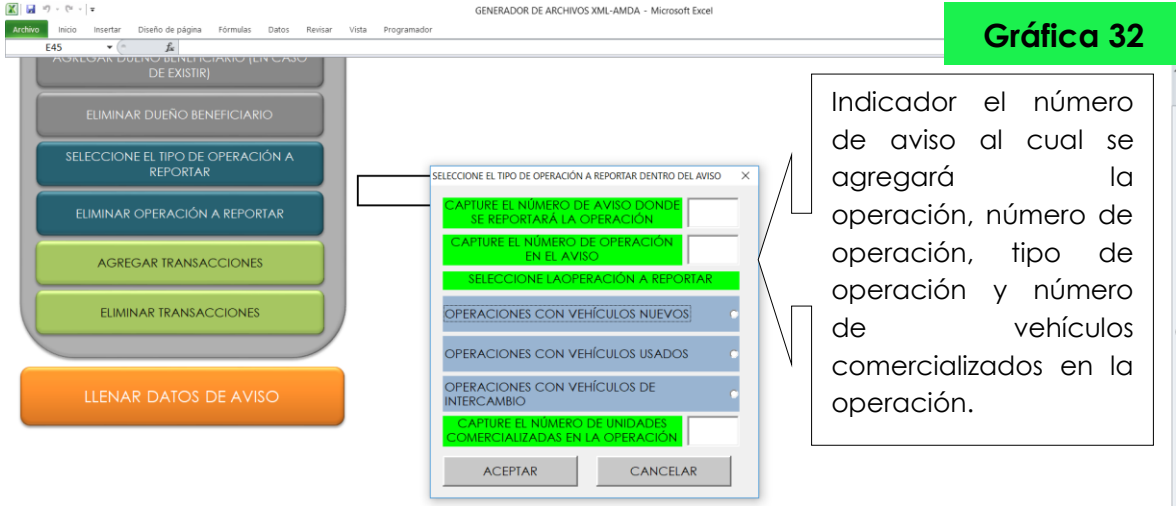 GENERADOR DE ARCHIVOS XML-AMDA - Microsoft Excel
Archivo Inicio Insertar Diseño de página Fórmulas Datos Revisar Vista Programador
E45
fx
Gráfica 32
AGREGAR DUEÑO BENEFICIARIO (EN CASO
DE EXISTIR)
ELIMINAR DUEÑO BENEFICIARIO
SELECCIONE EL TIPO DE OPERACIÓN A
REPORTAR
ELIMINAR OPERACIÓN A REPORTAR
AGREGAR TRANSACCIONES
ELIMINAR TRANSACCIONES
LLENAR DATOS DE AVISO
SELECCIONE EL TIPO DE OPERACIÓN A REPORTAR DENTRO DEL AVISO
CAPTURE EL NÚMERO DE AVISO DONDE
SE REPORTARÁ LA OPERACIÓN
CAPTURE EL NÚMERO DE OPERACIÓN
EN EL AVISO
SELECCIONE LAOPERACIÓN A REPORTAR
OPERACIONES CON VEHÍCULOS NUEVOS
OPERACIONES CON VEHÍCULOS USADOS
OPERACIONES CON VEHÍCULOS DE
INTERCAMBIO
CAPTURE EL NÚMERO DE UNIDADES
COMERCIALIZADAS EN LA OPERACIÓN
ACEPTAR
CANCELAR
Indicador el número
de aviso al cual se
agregará la
operación, número de
operación, tipo de
operación y número
de vehículos
comercializados en la
operación.